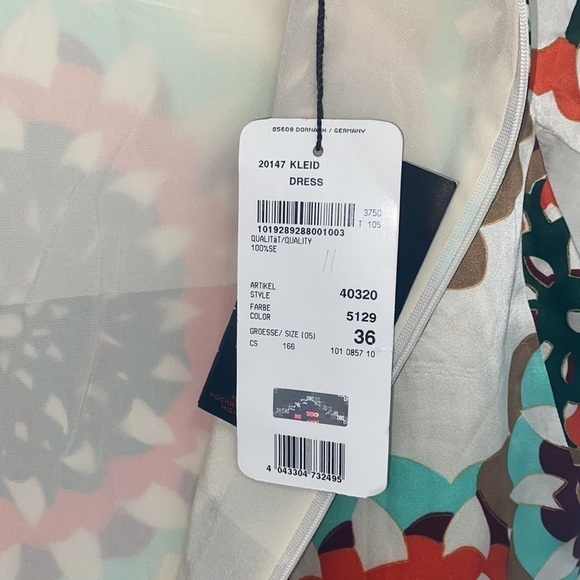 85609 DORNACH / GERMANY
20147 KLEID
DRESS
3750
T 105
1019289288001003
QUALITäT/QUALITY
100%SE
11
ARTIKEL
STYLE 40320
FARBE
COLOR 5129
GROESSE/ SIZE (05) 36
CS 166
101 0857 10
4 043304 732495